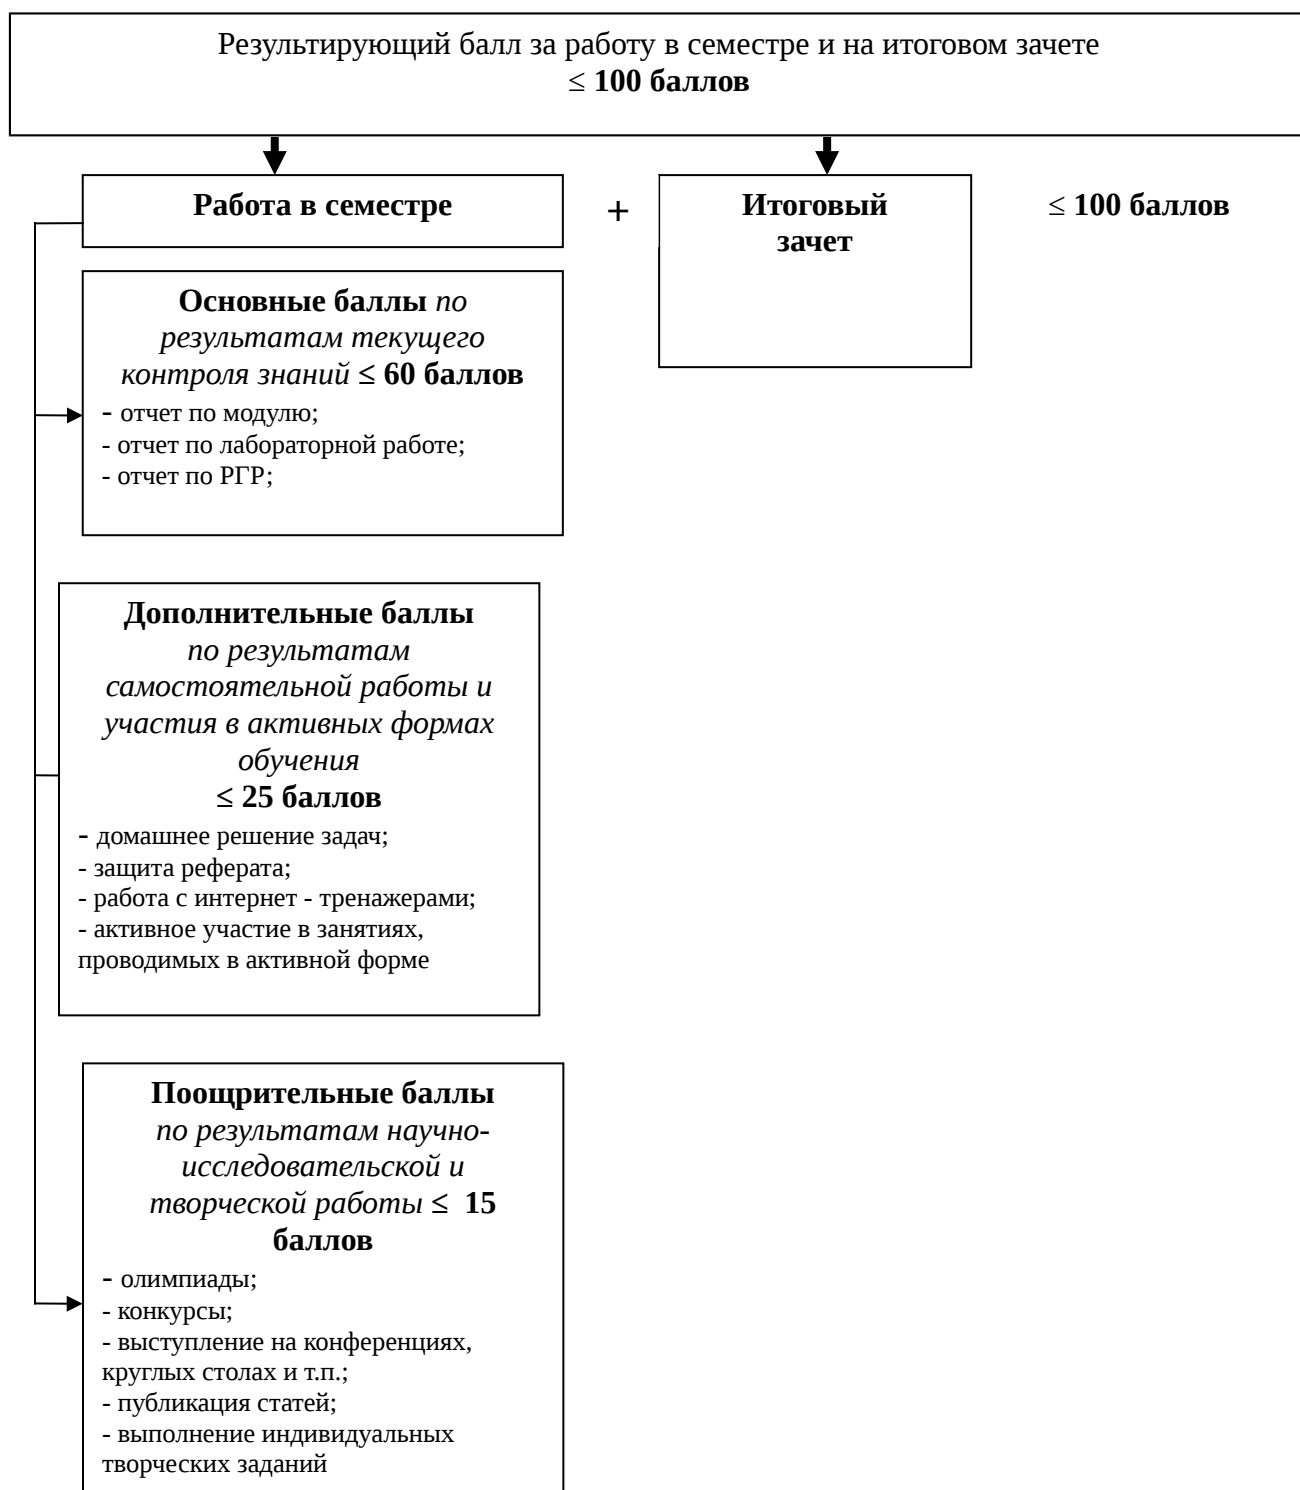 Результирующий балл за работу в семестре и на итоговом зачете
≤ 100 баллов
Работа в семестре
+
Итоговый
зачет
≤ 100 баллов
Основные баллы по
результатам текущего
контроля знаний ≤ 60 баллов
- отчет по модулю;
- отчет по лабораторной работе;
- отчет по РГР;
Дополнительные баллы
по результатам
самостоятельной работы и
участия в активных формах
обучения
≤ 25 баллов
- домашнее решение задач;
- защита реферата;
- работа с интернет - тренажерами;
- активное участие в занятиях,
проводимых в активной форме
Поощрительные баллы
по результатам научно-
исследовательской и
творческой работы ≤ 15
баллов
- олимпиады;
- конкурсы;
- выступление на конференциях,
круглых столах и т.п.;
- публикация статей;
- выполнение индивидуальных
творческих заданий